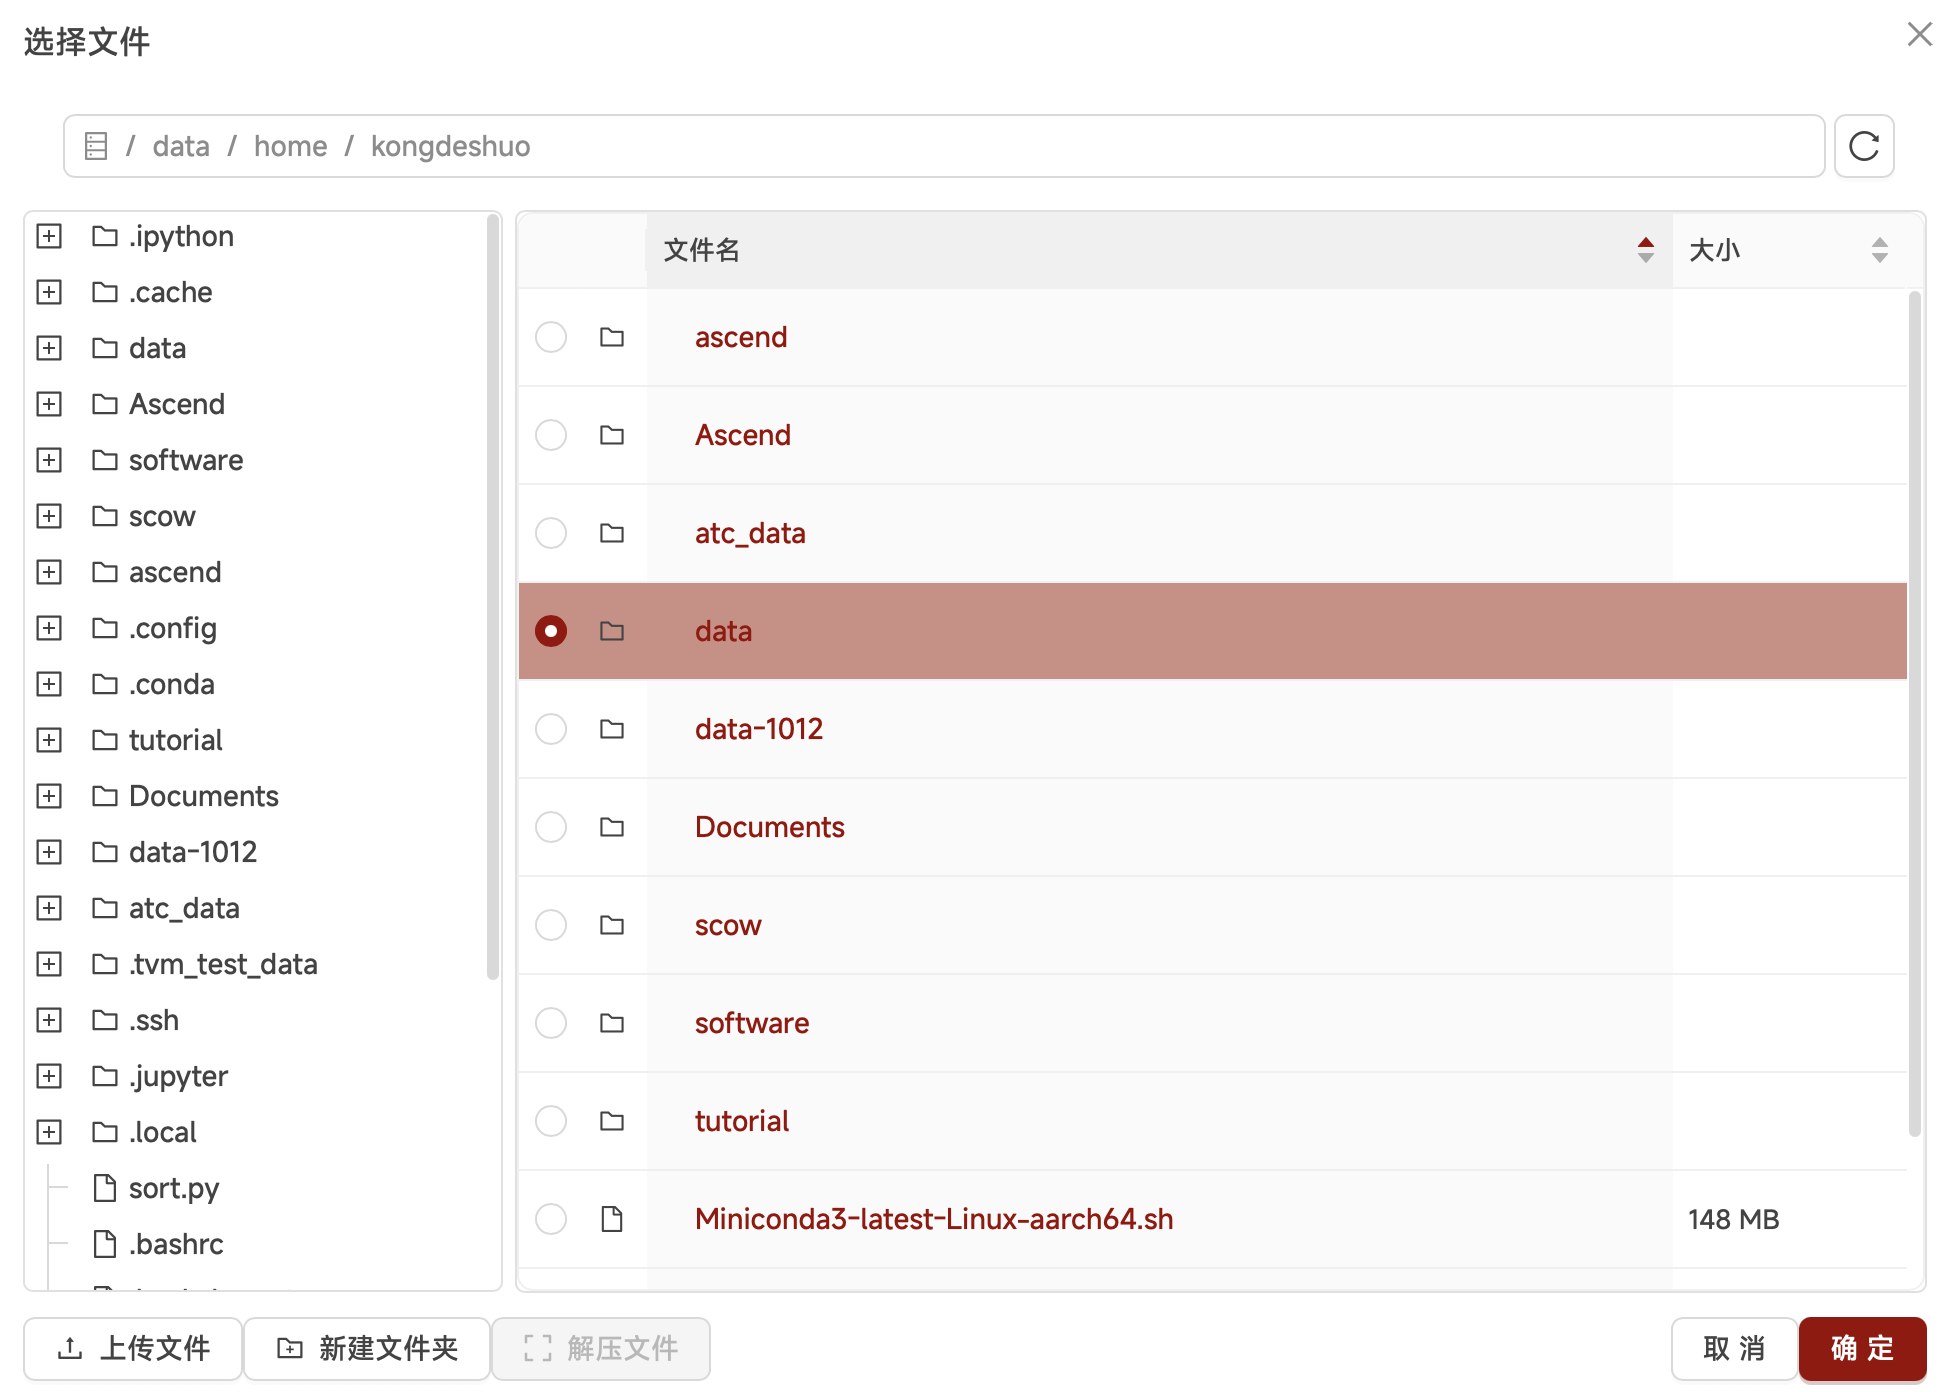 选择文件
/ data / home / kongdeshuo
.ipython
.cache
data
Ascend
software
scow
ascend
.config
.conda
tutorial
Documents
data-1012
atc_data
.tvm_test_data
.ssh
.jupyter
.local
sort.py
.bashrc
文件名 大小
ascend
Ascend
atc_data
data
data-1012
Documents
scow
software
tutorial
Miniconda3-latest-Linux-aarch64.sh 148 MB
上传文件 新建文件夹 解压文件 取消 确定